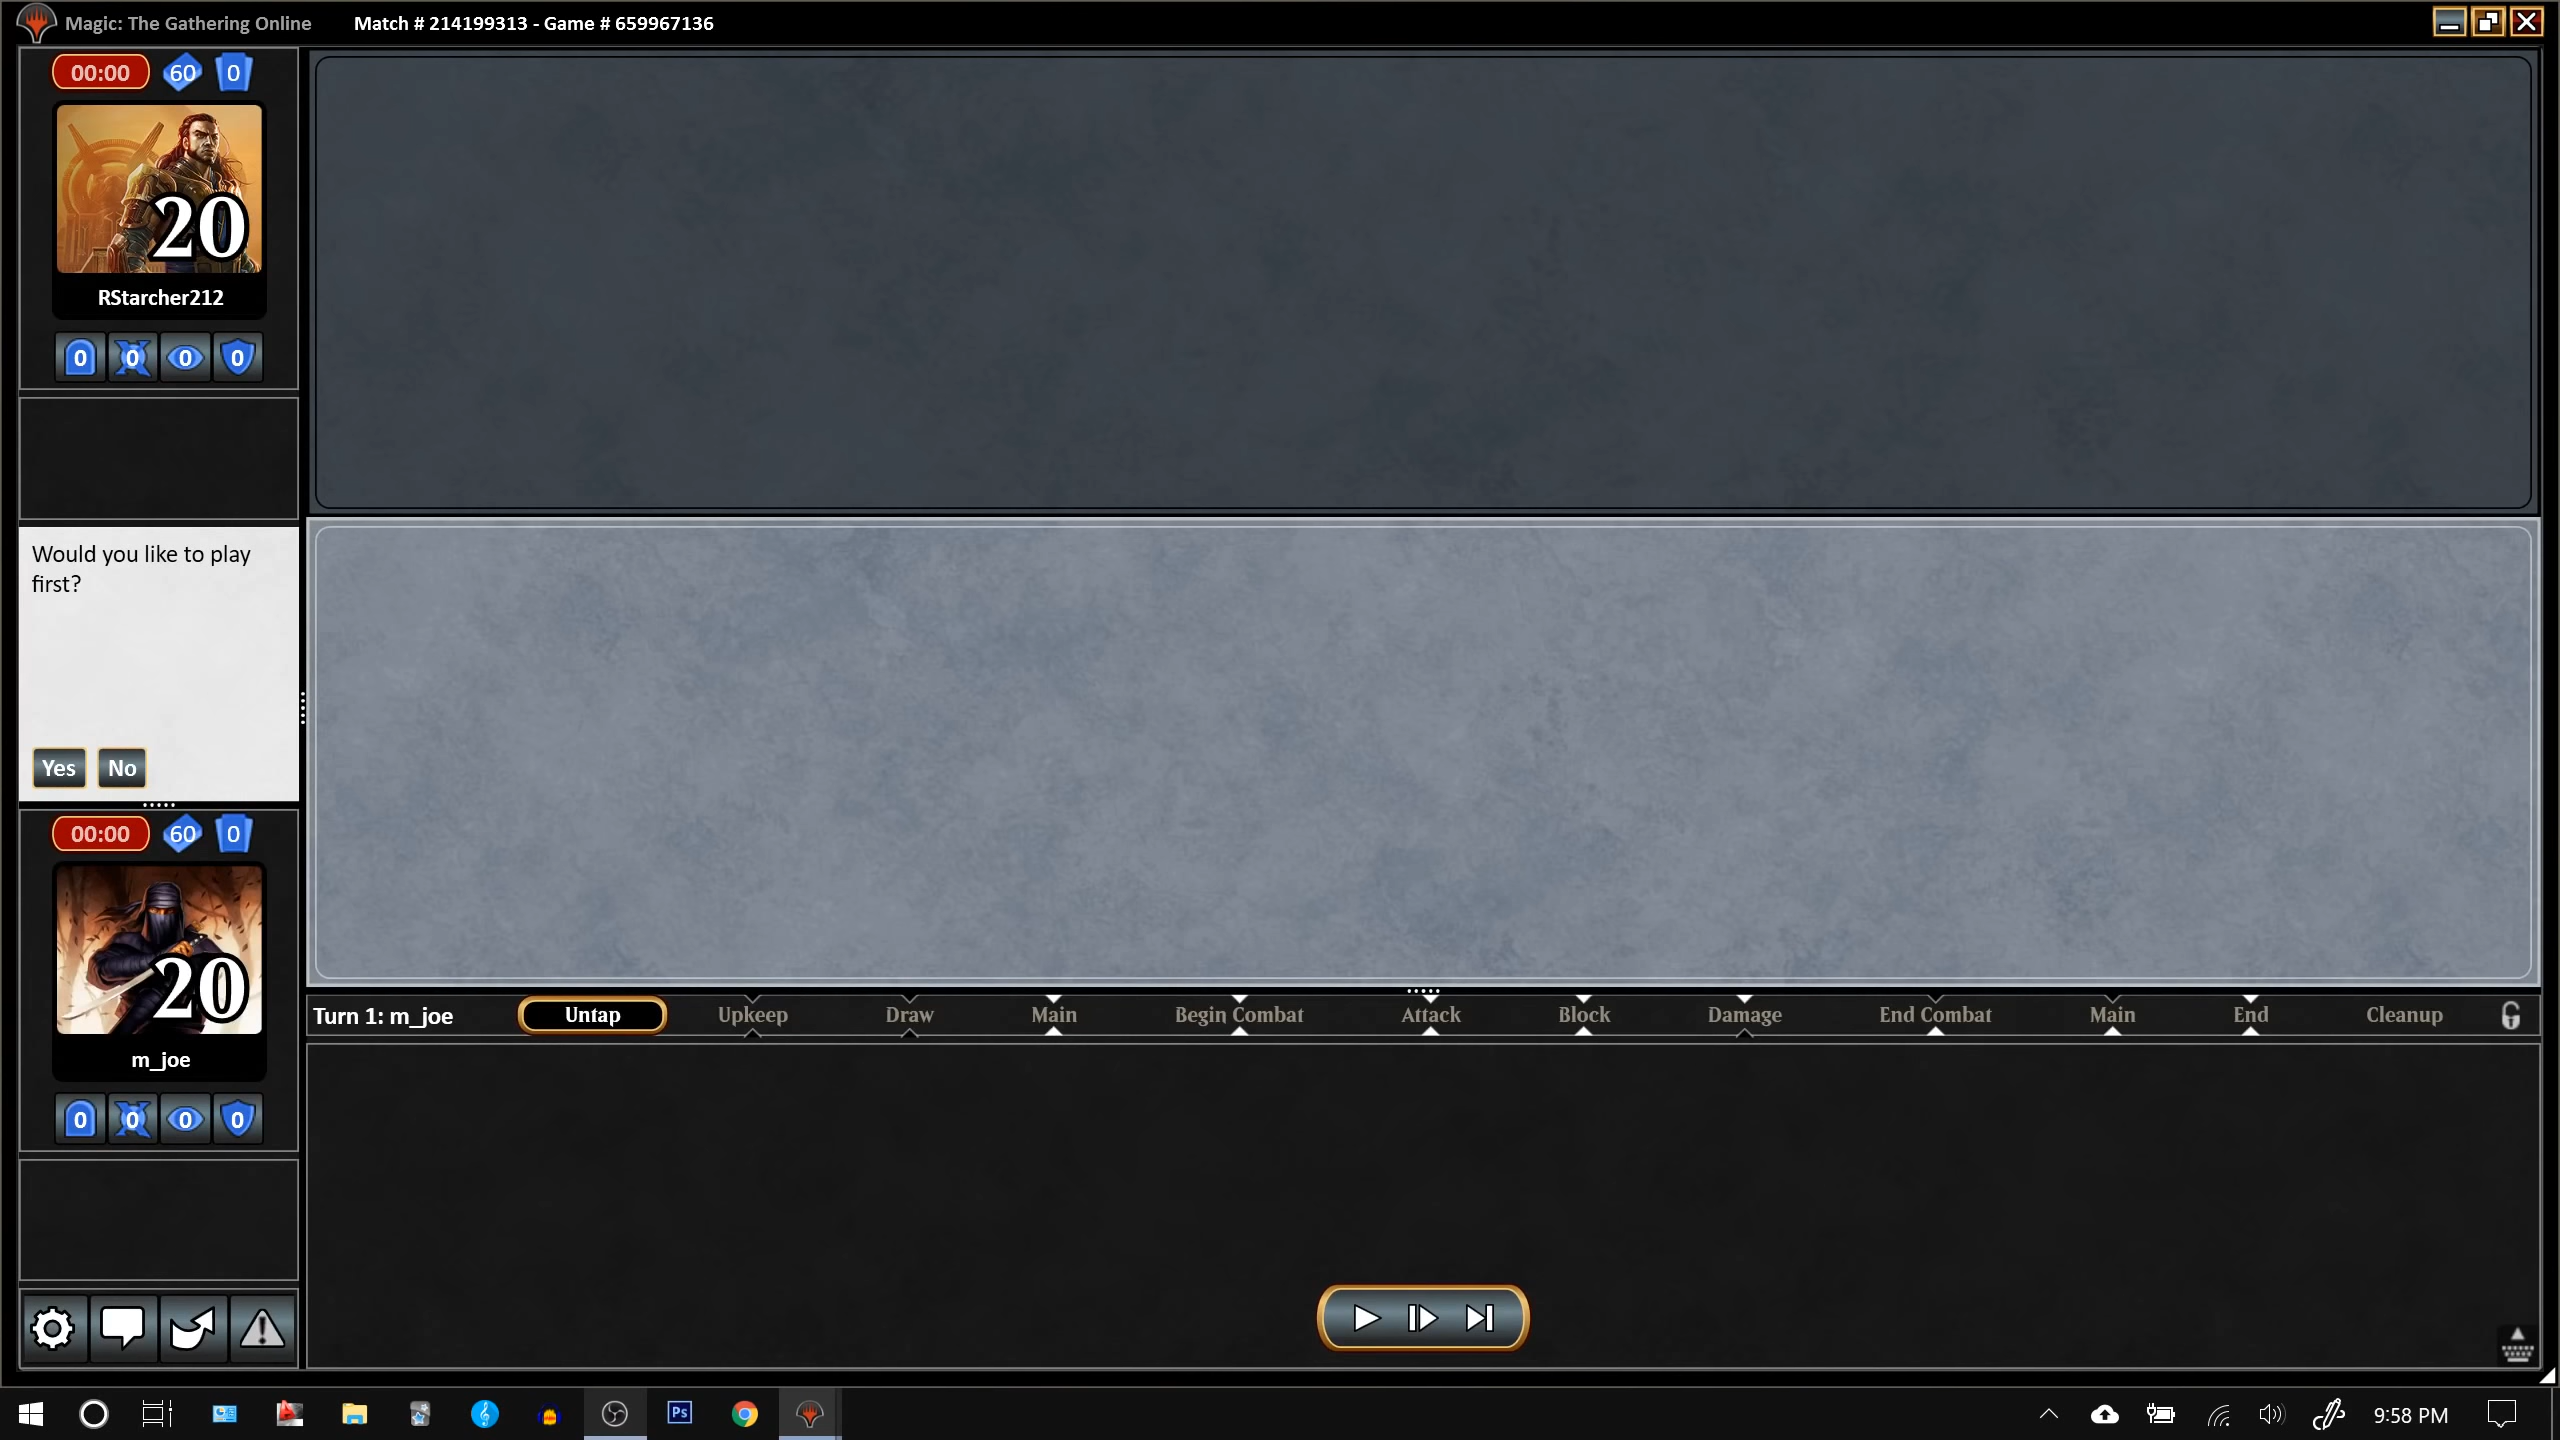 Magic: The Gathering Online Match # 214199313 - Game # 659967136
00:00 60 0
20
RStarcher212
0 0 0 0
Would you like to play
first?
Yes No
00:00 60 0
20
m_joe
0 0 0 0
Turn 1: m_joe Untap Upkeep Draw Main Begin Combat Attack Block Damage End Combat Main End Cleanup
Ps
9:58 PM